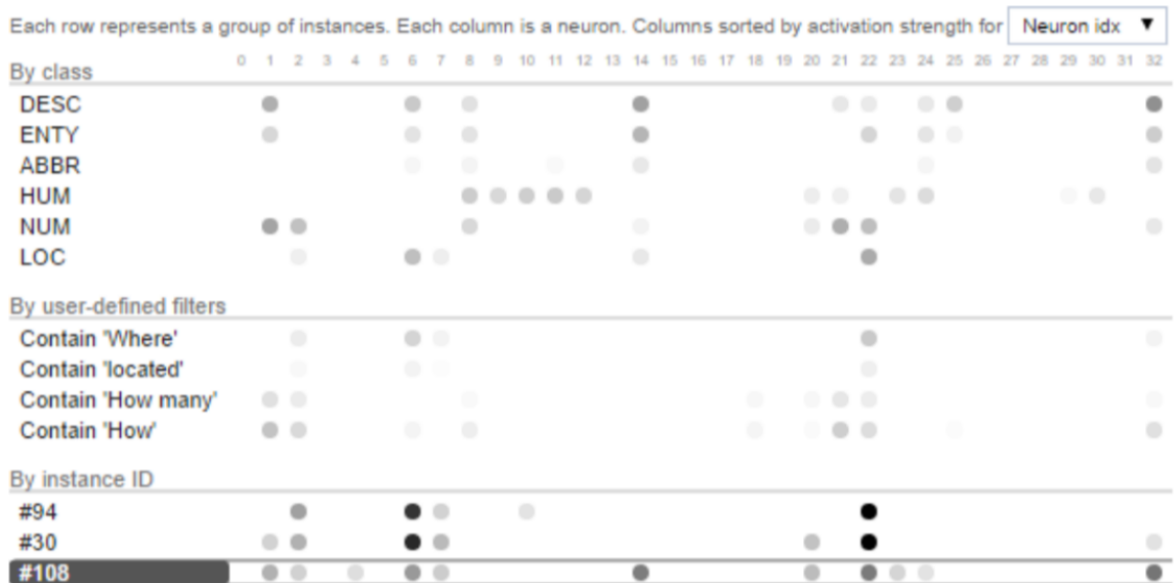 Each row represents a group of instances. Each column is a neuron. Columns sorted by activation strength for Neuron idx ▼
By class 0 1 2 3 4 5 6 7 8 9 10 11 12 13 14 15 16 17 18 19 20 21 22 23 24 25 26 27 28 29 30 31 32
DESC
ENTY
ABBR
HUM
NUM
LOC
By user-defined filters
Contain 'Where'
Contain 'located'
Contain 'How many'
Contain 'How'
By instance ID
#94
#30
#108